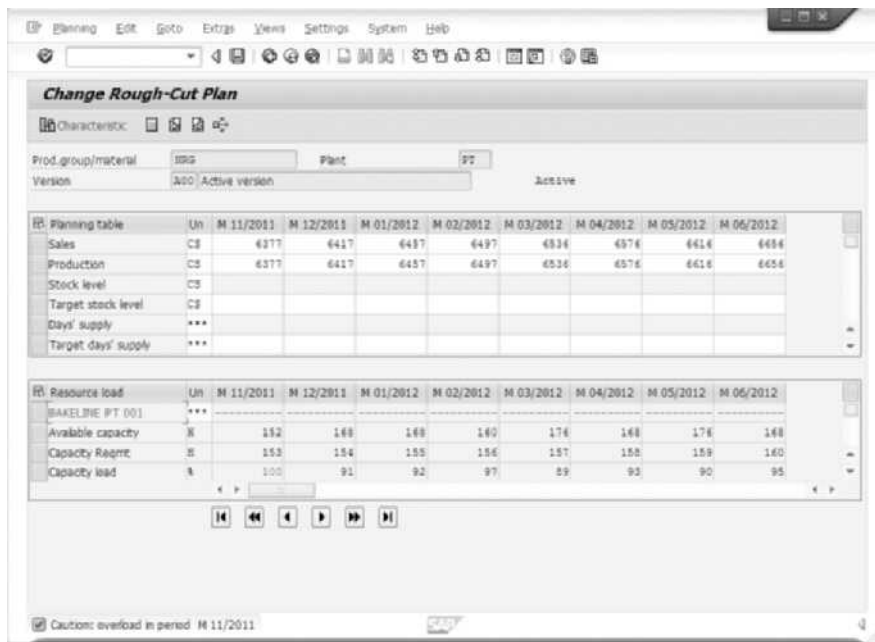 Planning Edit Goto Extras Views Settings System Help
Change Rough-Cut Plan
Characteristic
Prod.group/material NRG Plant PT
Version A00 Active version Active
Planning table Un M 11/2011 M 12/2011 M 01/2012 M 02/2012 M 03/2012 M 04/2012 M 05/2012 M 06/2012
Sales CS 6377 6417 6457 6497 6536 6576 6616 6656
Production CS 6377 6417 6457 6497 6536 6576 6616 6656
Stock level CS
Target stock level CS
Days' supply ***
Target days' supply ***
Resource load Un M 11/2011 M 12/2011 M 01/2012 M 02/2012 M 03/2012 M 04/2012 M 05/2012 M 06/2012
BAKELINE PT 001 ***
Available capacity H 152 168 168 160 176 168 176 168
Capacity Reqmt H 153 154 155 156 157 158 159 160
Capacity load % 100 91 92 97 89 93 90 95
Caution: overload in period M 11/2011
SAP